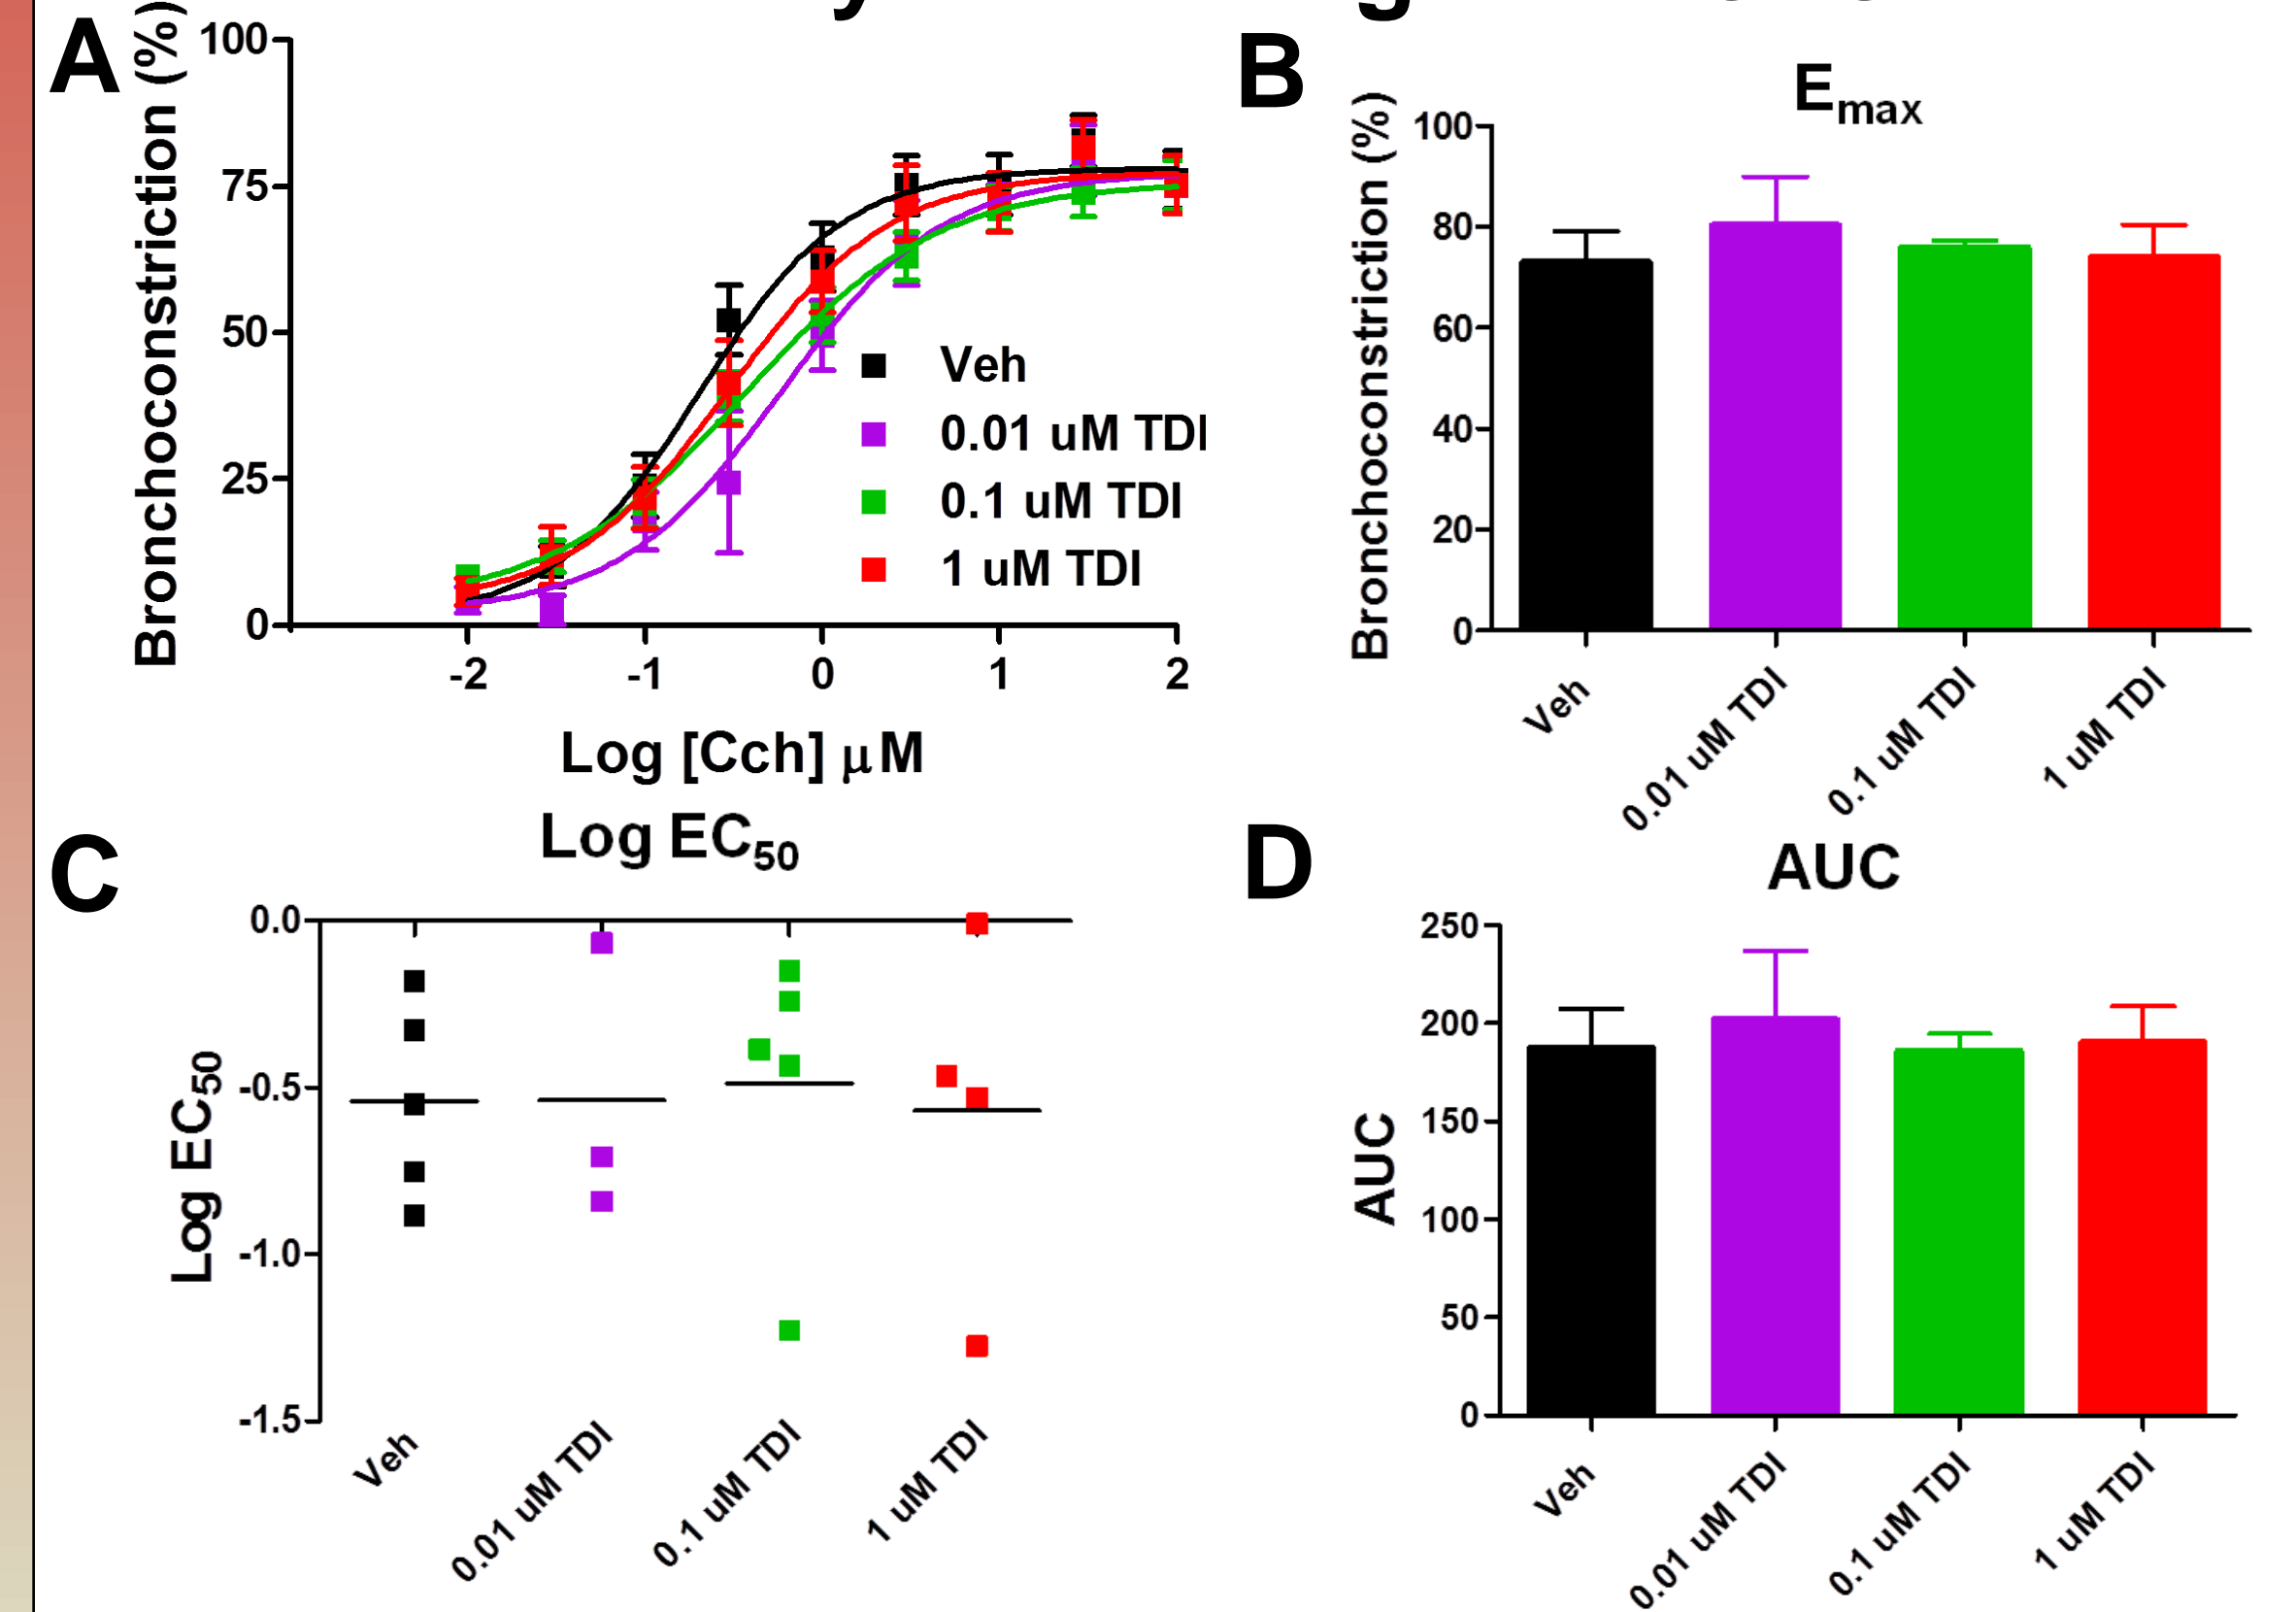 A
Bronchoconstriction (%)
100
75
50
25
0
-2
-1
0
1
2
Log [Cch] μM
Veh
0.01 uM TDI
0.1 uM TDI
1 uM TDI
B
Emax
Bronchoconstriction (%)
100
80
60
40
20
0
Veh
0.01 uM TDI
0.1 uM TDI
1 uM TDI
C
Log EC50
Log EC50
0.0
-0.5
-1.0
-1.5
Veh
0.01 uM TDI
0.1 uM TDI
1 uM TDI
D
AUC
AUC
250
200
150
100
50
0
Veh
0.01 uM TDI
0.1 uM TDI
1 uM TDI